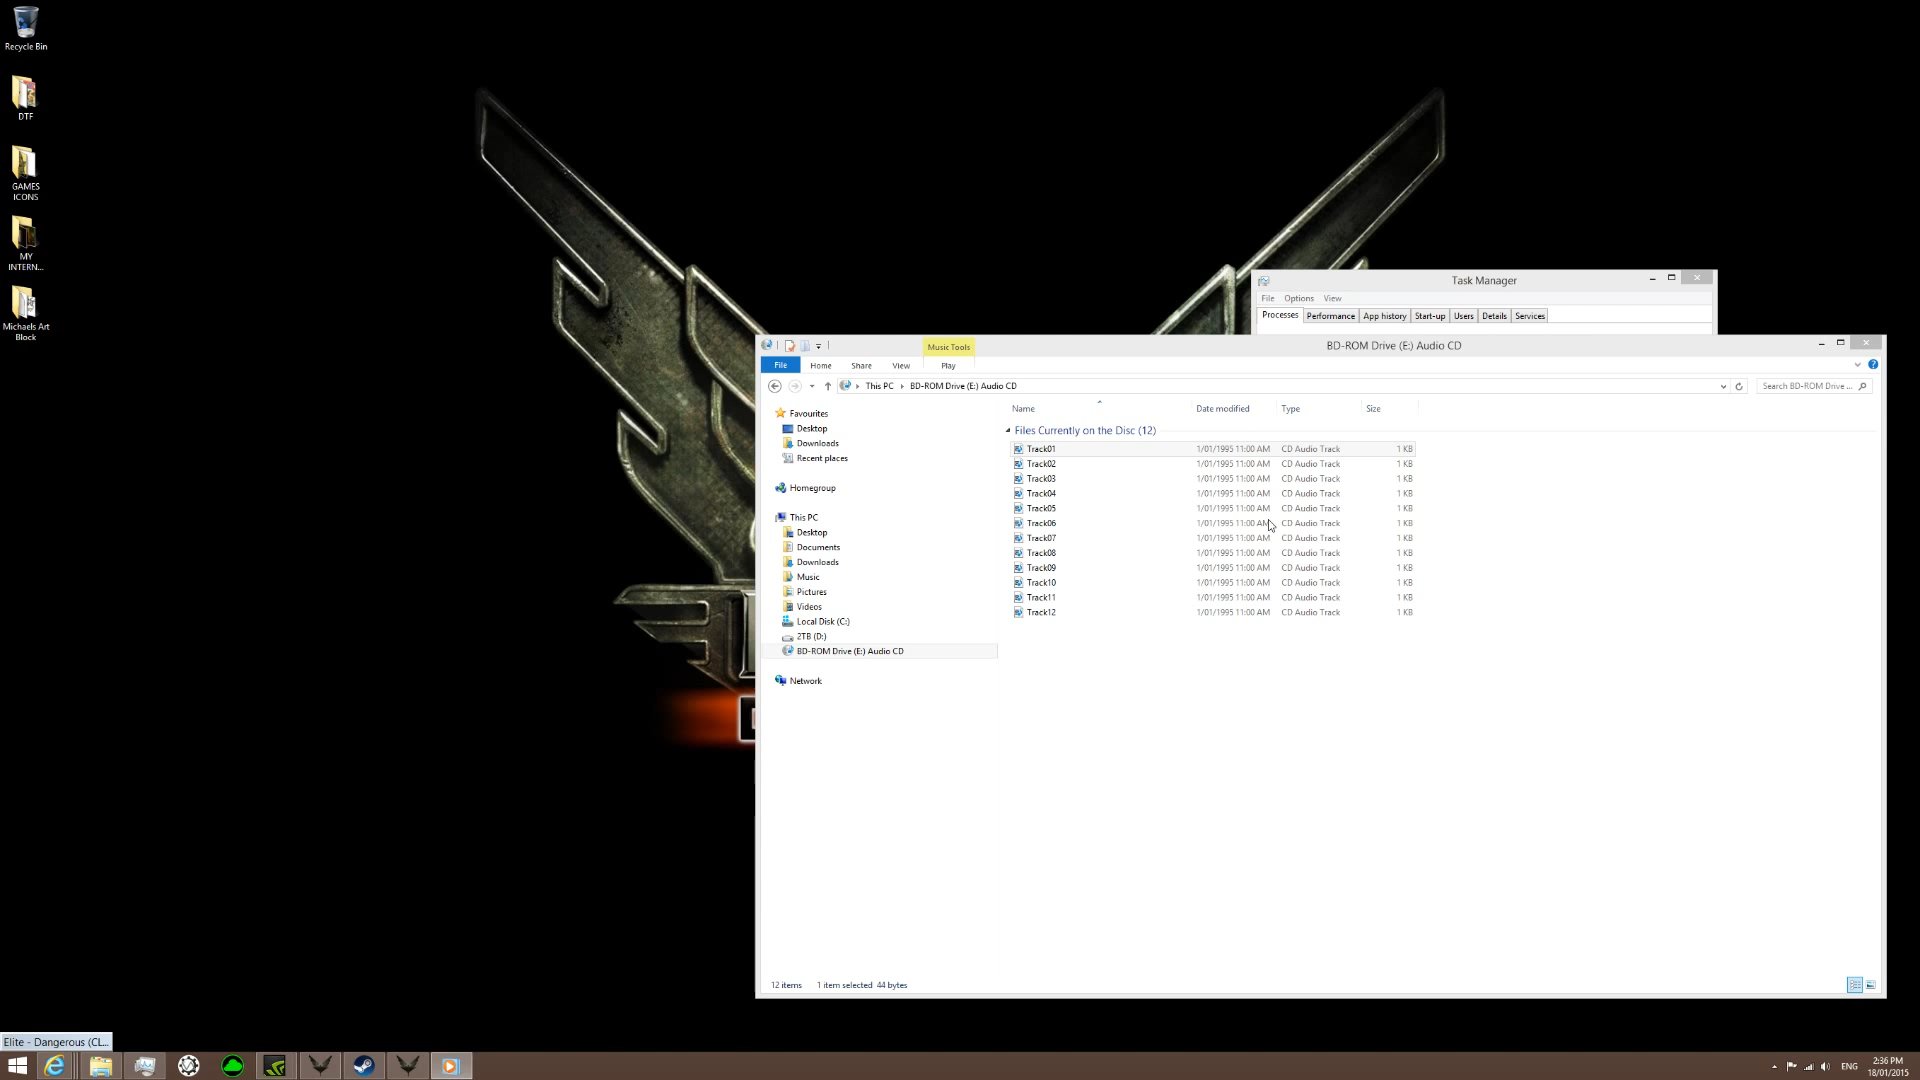 Recycle Bin
DTF
GAMES
ICONS
MY
INTERN...
Michaels Art
Block
Task Manager
File Options View
Processes Performance App history Start-up Users Details Services
Music Tools
BD-ROM Drive (E:) Audio CD
File Home Share View Play
This PC BD-ROM Drive (E:) Audio CD
Search BD-ROM Drive ...
Favourites
Desktop
Downloads
Recent places
Homegroup
This PC
Desktop
Documents
Downloads
Music
Pictures
Videos
Local Disk (C:)
2TB (D:)
BD-ROM Drive (E:) Audio CD
Network
Name Date modified Type Size
Files Currently on the Disc (12)
Track01 1/01/1995 11:00 AM CD Audio Track 1 KB
Track02 1/01/1995 11:00 AM CD Audio Track 1 KB
Track03 1/01/1995 11:00 AM CD Audio Track 1 KB
Track04 1/01/1995 11:00 AM CD Audio Track 1 KB
Track05 1/01/1995 11:00 AM CD Audio Track 1 KB
Track06 1/01/1995 11:00 AM CD Audio Track 1 KB
Track07 1/01/1995 11:00 AM CD Audio Track 1 KB
Track08 1/01/1995 11:00 AM CD Audio Track 1 KB
Track09 1/01/1995 11:00 AM CD Audio Track 1 KB
Track10 1/01/1995 11:00 AM CD Audio Track 1 KB
Track11 1/01/1995 11:00 AM CD Audio Track 1 KB
Track12 1/01/1995 11:00 AM CD Audio Track 1 KB
12 items 1 item selected 44 bytes
Elite - Dangerous (CL...
ENG
2:36 PM
18/01/2015